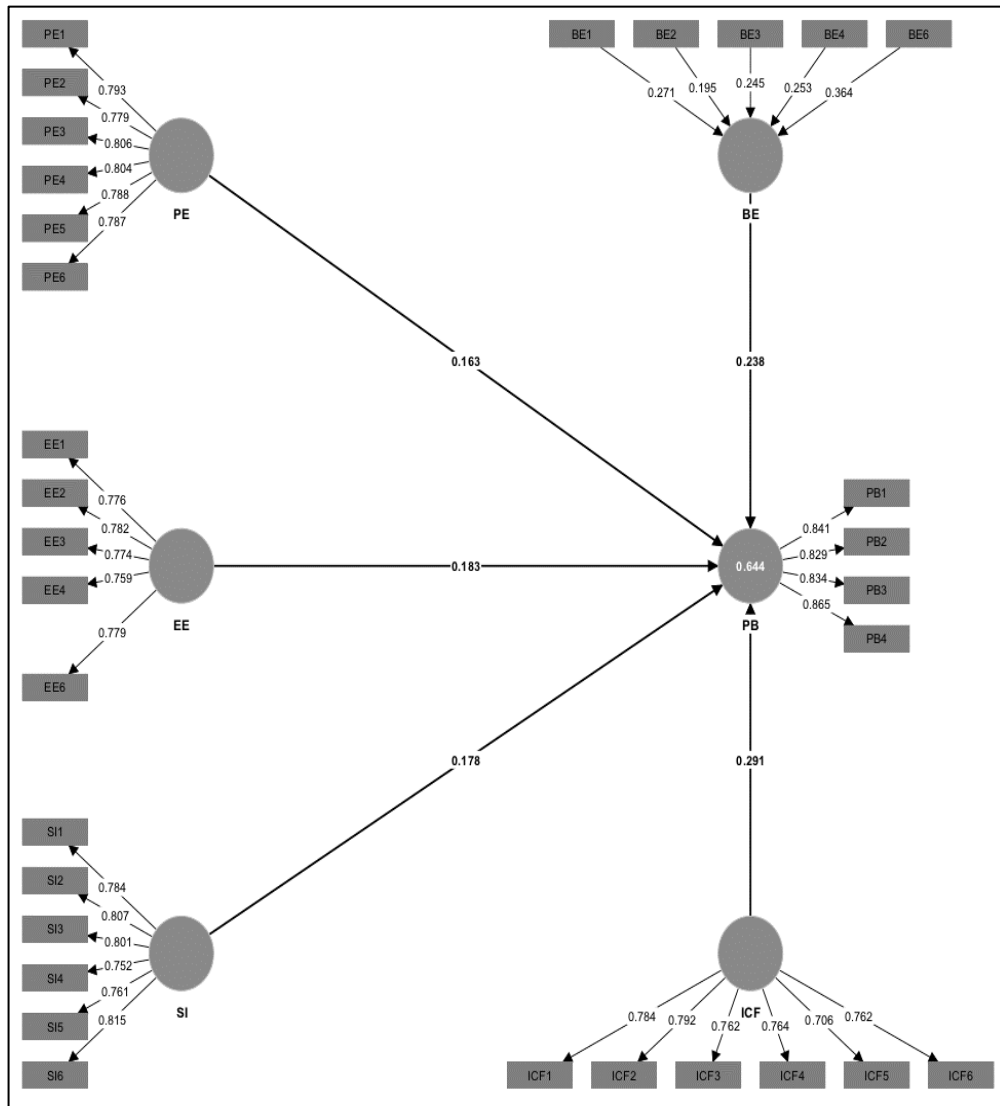 PE1
PE2
PE3
PE4
PE5
PE6
0.793
0.779
0.806
0.804
0.788
0.787
PE
BE1 BE2 BE3 BE4 BE6
0.271 0.195 0.245 0.253 0.364
BE
0.163
0.238
EE1
EE2
EE3
EE4
EE6
0.776
0.782
0.774
0.759
0.779
EE
0.183
0.644
PB
PB1
PB2
PB3
PB4
0.841
0.829
0.834
0.865
0.178
0.291
SI1
SI2
SI3
SI4
SI5
SI6
0.784
0.807
0.801
0.752
0.761
0.815
SI
ICF
0.784 0.792 0.762 0.764 0.706 0.762
ICF1 ICF2 ICF3 ICF4 ICF5 ICF6